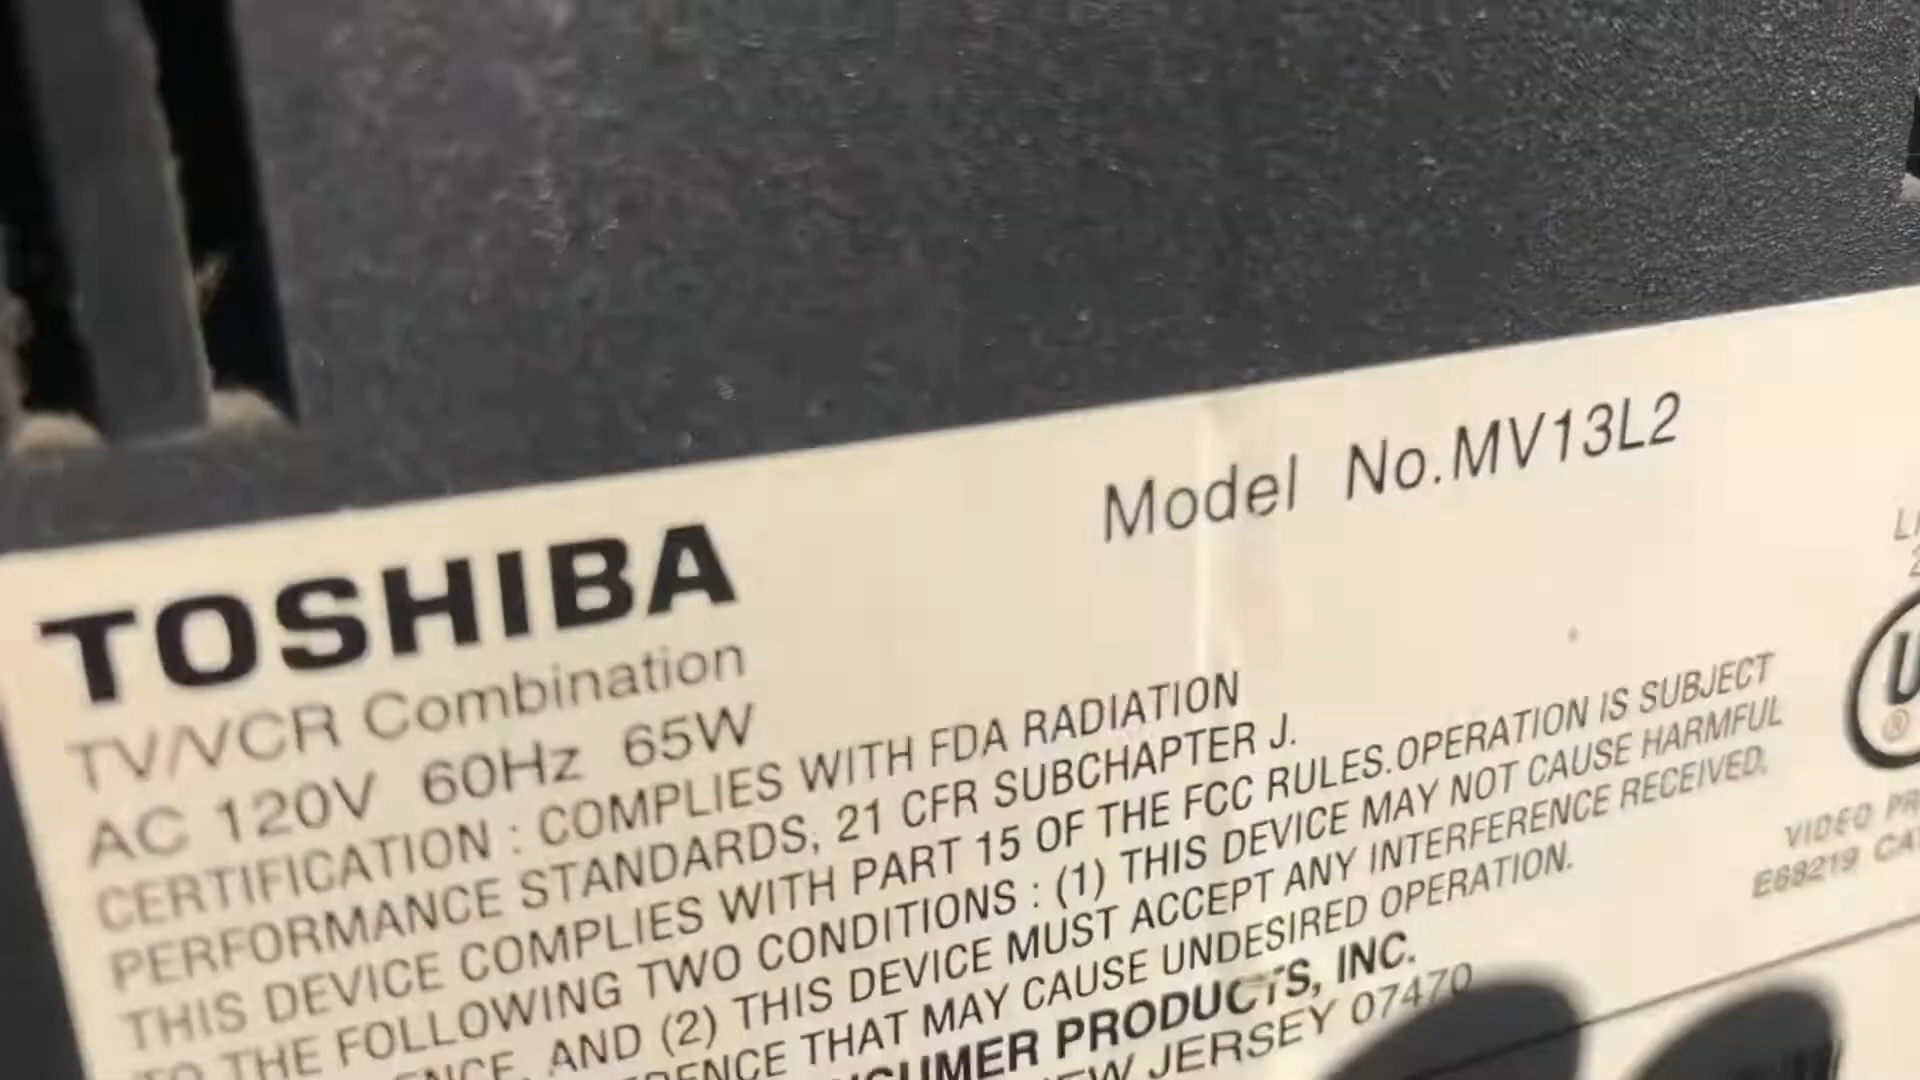 Model No.MV13L2
TOSHIBA
TV/VCR Combination
AC 120V 60Hz 65W
CERTIFICATION : COMPLIES WITH FDA RADIATION
PERFORMANCE STANDARDS, 21 CFR SUBCHAPTER J.
THIS DEVICE COMPLIES WITH PART 15 OF THE FCC RULES.OPERATION IS SUBJECT
TO THE FOLLOWING TWO CONDITIONS : (1) THIS DEVICE MAY NOT CAUSE HARMFUL
AND (2) THIS DEVICE MUST ACCEPT ANY INTERFERENCE RECEIVED,
THAT MAY CAUSE UNDESIRED OPERATION.
PRODUCTS, INC.
JERSEY 07470
®
VIDEO
E68219